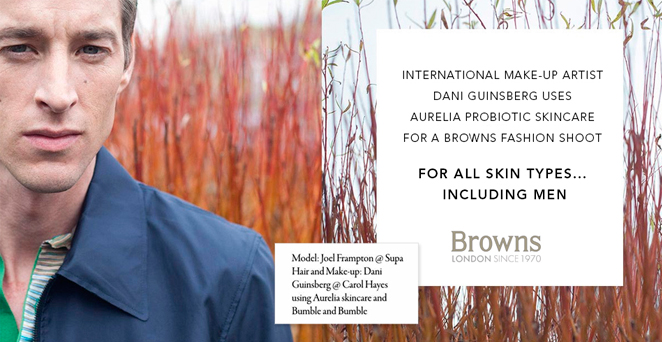 INTERNATIONAL MAKE-UP ARTIST
DANI GUINSBERG USES
AURELIA PROBIOTIC SKINCARE
FOR A BROWNS FASHION SHOOT
FOR ALL SKIN TYPES...
INCLUDING MEN
Browns
LONDON SINCE 1970
Model: Joel Frampton @ Supa
Hair and Make-up: Dani
Guinsberg @ Carol Hayes
using Aurelia skincare and
Bumble and Bumble